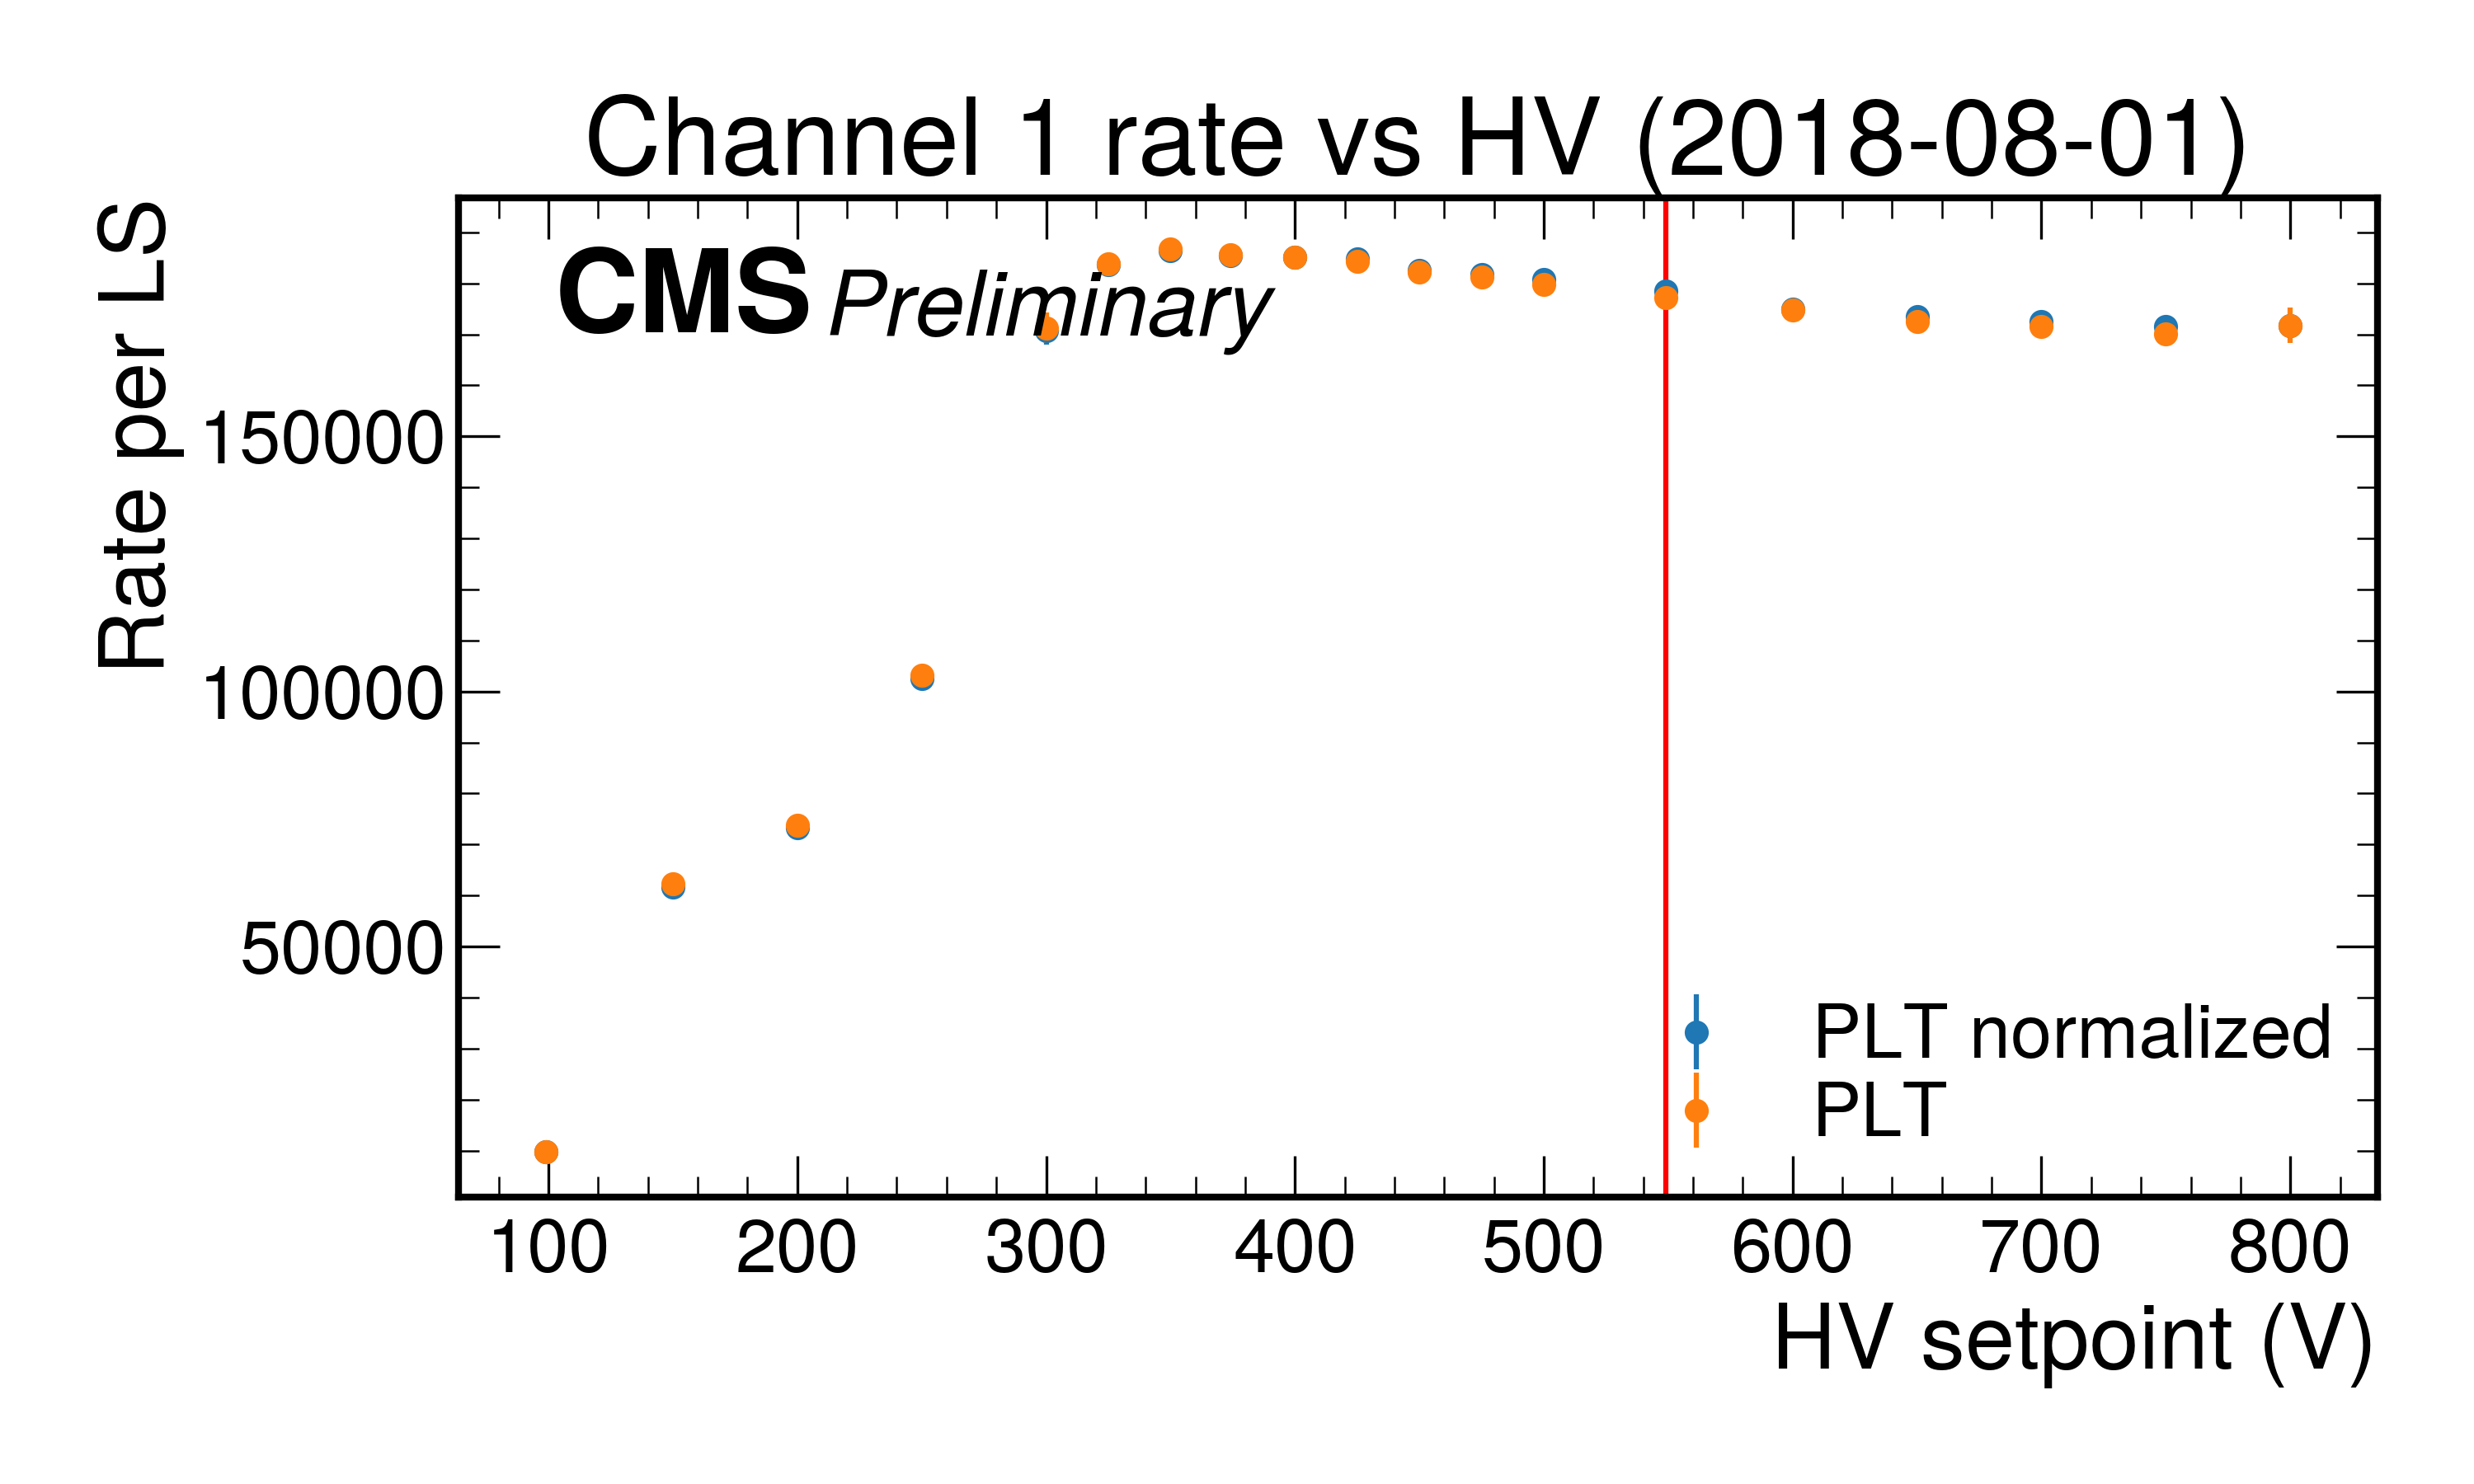 Channel 1 rate vs HV (2018-08-01)
CMS Preliminary
Rate per LS
150000
100000
50000
PLT normalized
PLT
100 200 300 400 500 600 700 800
HV setpoint (V)